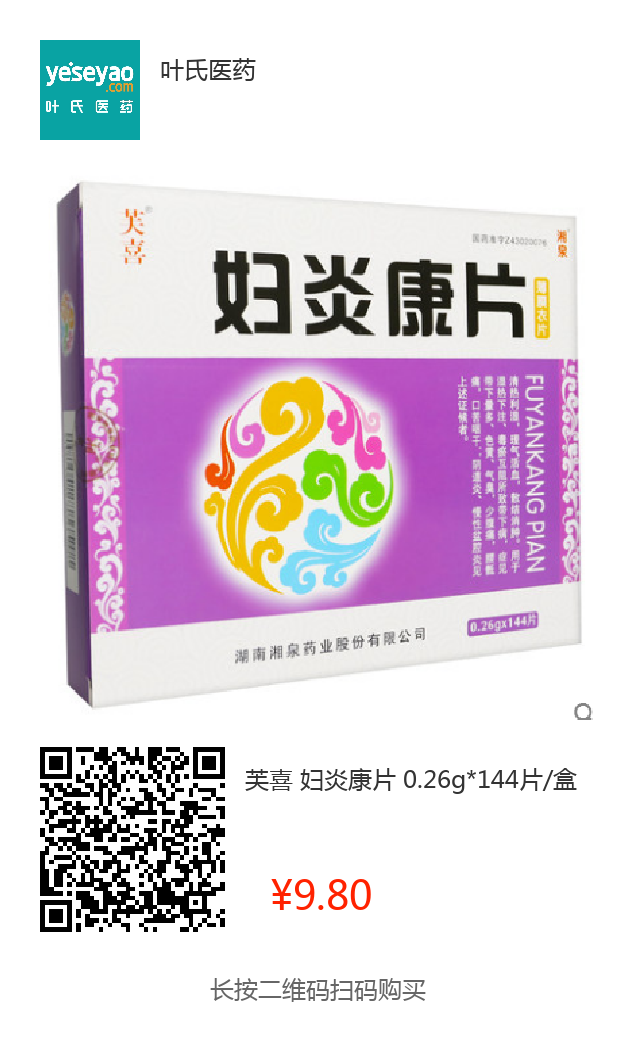 yeseyao
.com
叶氏医药
叶氏医药
芙喜
国药准字Z43020076
湘泉
妇炎康片
薄膜衣片
FUYANKANG PIAN
清热利湿，理气活血，散结消肿。用于
湿热下注，毒瘀互阻所致带下病，症见
带下量多、色黄、气臭，少腹痛，腰骶
痛，口苦咽干；阴道炎、慢性盆腔炎见
上述证候者。
0.26gx144片
湖南湘泉药业股份有限公司
芙喜 妇炎康片 0.26g*144片/盒
¥9.80
长按二维码扫码购买